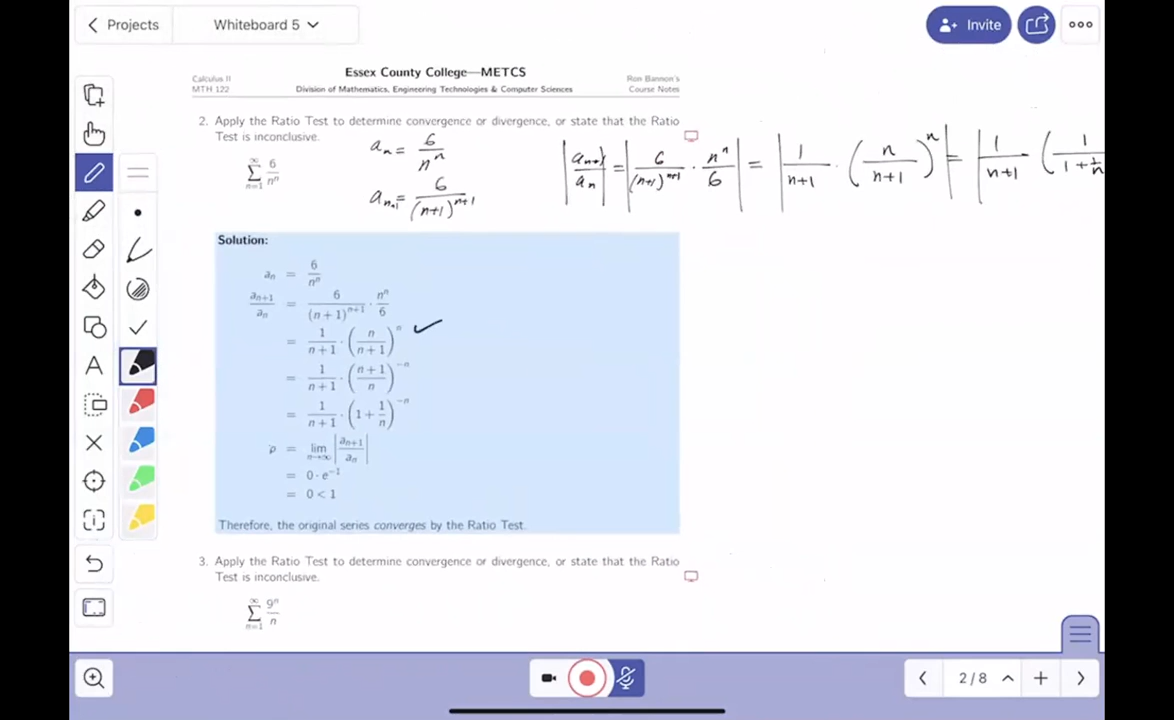 Projects
Whiteboard 5
Invite
Calculus II
MTH 122
Essex County College—METCS
Division of Mathematics, Engineering Technologies & Computer Sciences
Ron Bannon's
Course Notes
2. Apply the Ratio Test to determine convergence or divergence, or state that the Ratio
Test is inconclusive.
∑_{n=1}^{∞} 6/n^n
a_n = 6/n^n
a_{n+1} = 6/(n+1)^{n+1}
|a_{n+1}/a_n| = |6/(n+1)^{n+1} · n^n/6| = |1/(n+1) · (n/(n+1))^n| = |1/(n+1) · (1/(1+1/n)
Solution:
a_n = 6/n^n
a_{n+1}/a_n = 6/(n+1)^{n+1} · n^n/6
= 1/(n+1) · (n/(n+1))^n ✓
= 1/(n+1) · ((n+1)/n)^{-n}
= 1/(n+1) · (1 + 1/n)^{-n}
ρ = lim_{n→∞} |a_{n+1}/a_n|
= 0 · e^{-1}
= 0 < 1
Therefore, the original series converges by the Ratio Test.
3. Apply the Ratio Test to determine convergence or divergence, or state that the Ratio
Test is inconclusive.
∑_{n=1}^{∞} 9^n/n
2/8